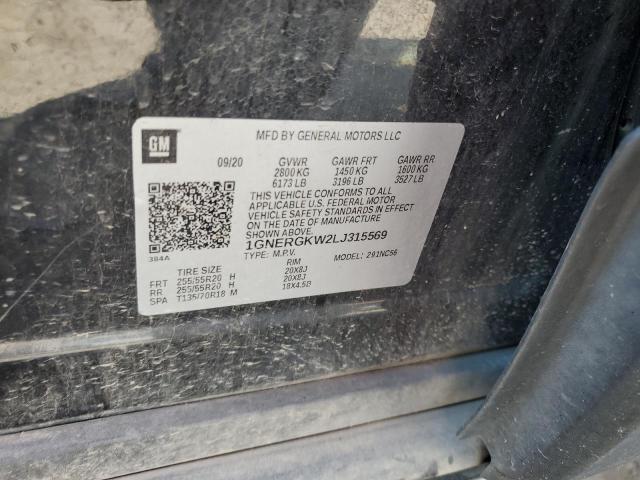 GM
MFD BY GENERAL MOTORS LLC
09/20 GVWR GAWR FRT GAWR RR
2800 KG 1450 KG 1600 KG
6173 LB 3196 LB 3527 LB
THIS VEHICLE CONFORMS TO ALL
APPLICABLE U.S. FEDERAL MOTOR
VEHICLE SAFETY STANDARDS IN EFFECT
ON THE DATE OF MANUFACTURE
SHOWN ABOVE.
1GNERGKW2LJ315569
384A TYPE: M.P.V. MODEL: 291NC56
TIRE SIZE RIM
FRT 255/55R20 H 20X8J
RR 255/55R20 H 20X8J
SPA T135/70R18 M 18X4.5B